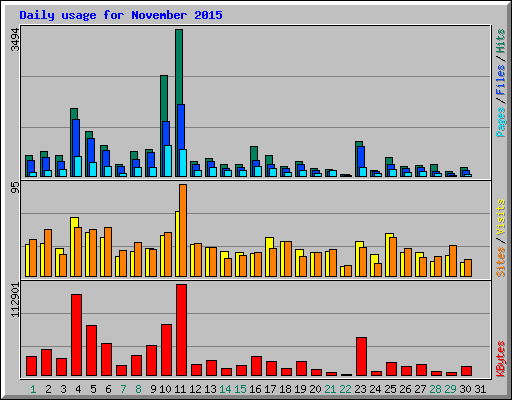 Daily usage for November 2015
3494
95
112901
Pages / Files / Hits
Sites / Visits
KBytes
1 2 3 4 5 6 7 8 9 10 11 12 13 14 15 16 17 18 19 20 21 22 23 24 25 26 27 28 29 30 31